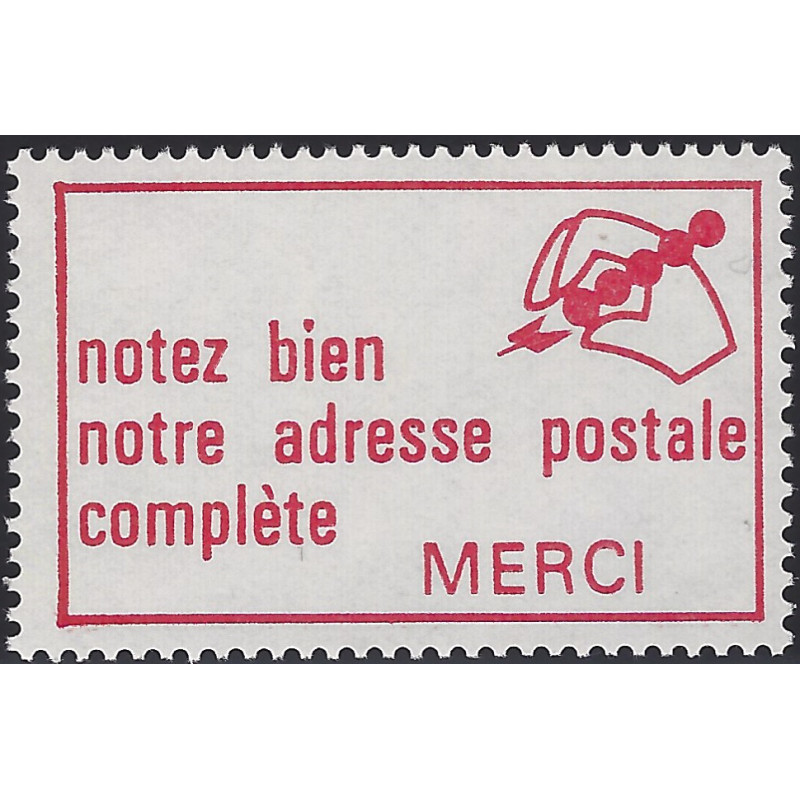 notez bien
notre adresse postale
complète
MERCI